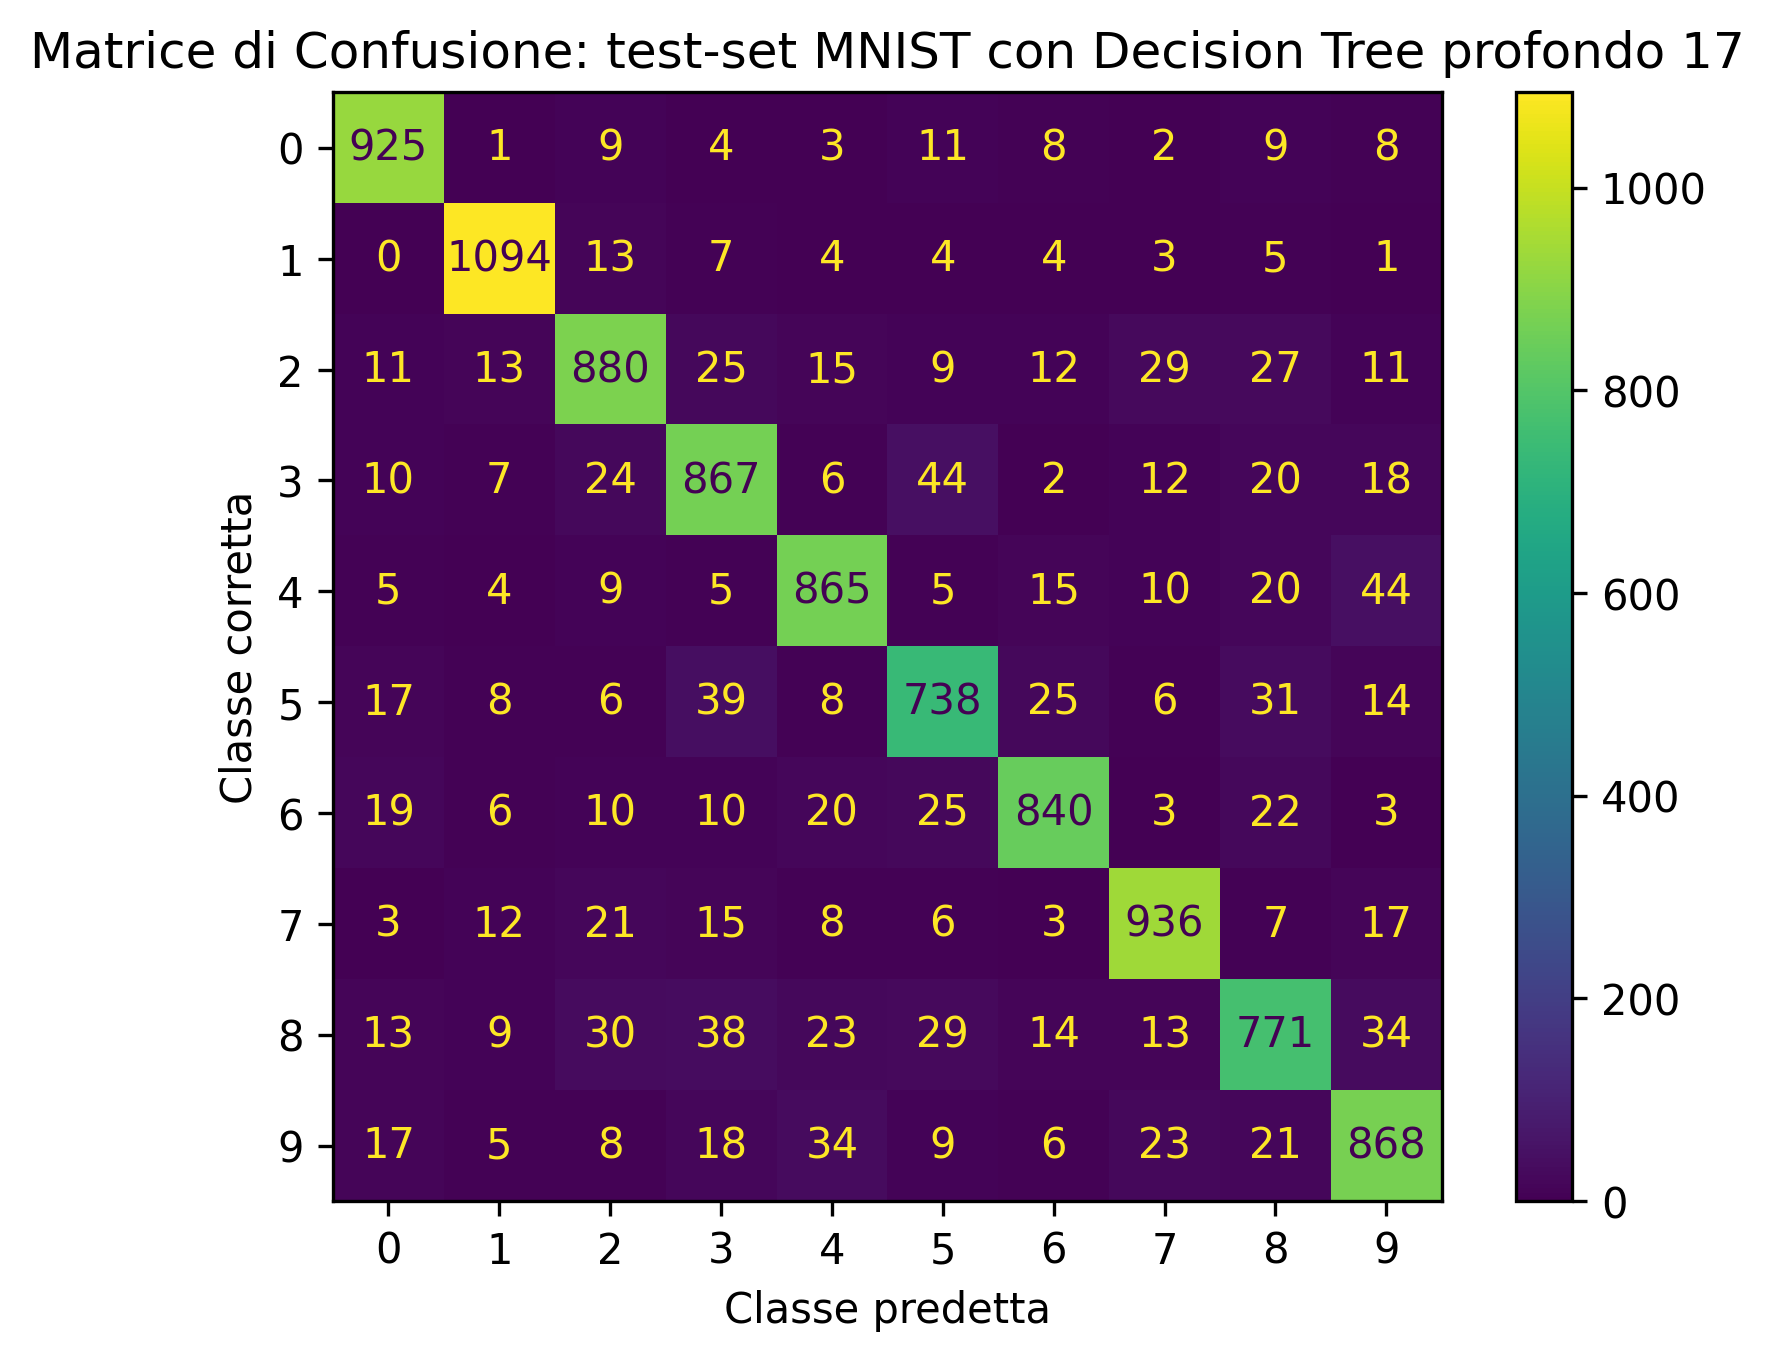 Matrice di Confusione: test-set MNIST con Decision Tree profondo 17
0 925 1 9 4 3 11 8 2 9 8
1 0 1094 13 7 4 4 4 3 5 1
2 11 13 880 25 15 9 12 29 27 11
3 10 7 24 867 6 44 2 12 20 18
4 5 4 9 5 865 5 15 10 20 44
5 17 8 6 39 8 738 25 6 31 14
6 19 6 10 10 20 25 840 3 22 3
7 3 12 21 15 8 6 3 936 7 17
8 13 9 30 38 23 29 14 13 771 34
9 17 5 8 18 34 9 6 23 21 868
0 1 2 3 4 5 6 7 8 9
Classe predetta
Classe corretta
1000
800
600
400
200
0